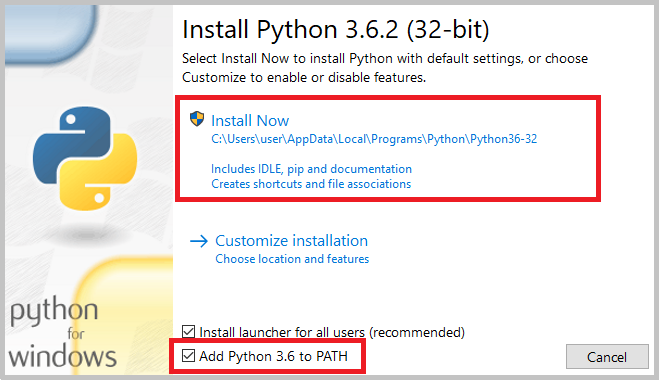 Install Python 3.6.2 (32-bit)
Select Install Now to install Python with default settings, or choose
Customize to enable or disable features.
Install Now
C:\Users\user\AppData\Local\Programs\Python\Python36-32
Includes IDLE, pip and documentation
Creates shortcuts and file associations
Customize installation
Choose location and features
python
for
windows
Install launcher for all users (recommended)
Add Python 3.6 to PATH
Cancel